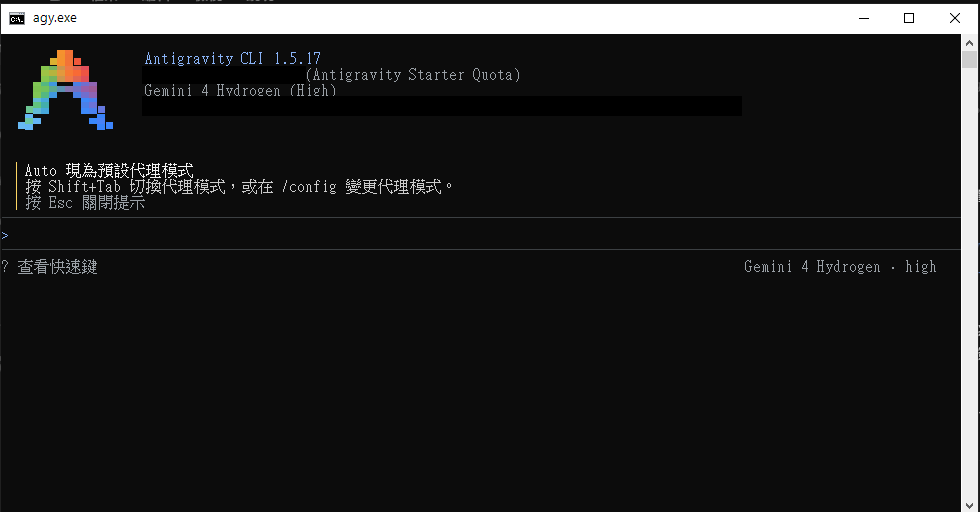 agy.exe
Antigravity CLI 1.5.17
(Antigravity Starter Quota)
Gemini 4 Hydrogen (High)
Auto 現為預設代理模式
按 Shift+Tab 切換代理模式，或在 /config 變更代理模式。
按 Esc 關閉提示
>
? 查看快速鍵
Gemini 4 Hydrogen · high